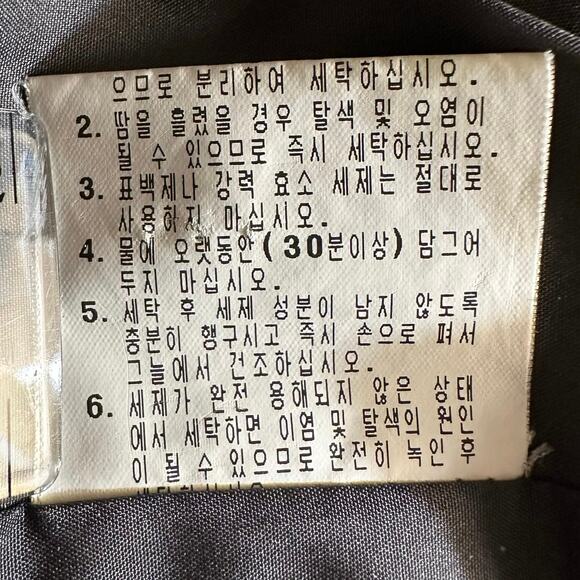 으므로 분리하여 세탁하십시오.
2. 땀을 흘렸을 경우 탈색 및 오염이
될 수 있으므로 즉시 세탁하십시오.
3. 표백제나 강력 효소 세제는 절대로
사용하지 마십시오.
4. 물에 오랫동안(30분이상) 담그어
두지 마십시오.
5. 세탁 후 세제 성분이 남지 않도록
충분히 헹구시고 즉시 손으로 펴서
그늘에서 건조하십시오.
6. 세제가 완전 용해되지 않은 상태
에서 세탁하면 이염 및 탈색의 원인
이 될 수 있으므로 완전히 녹인 후
세탁하십시오.